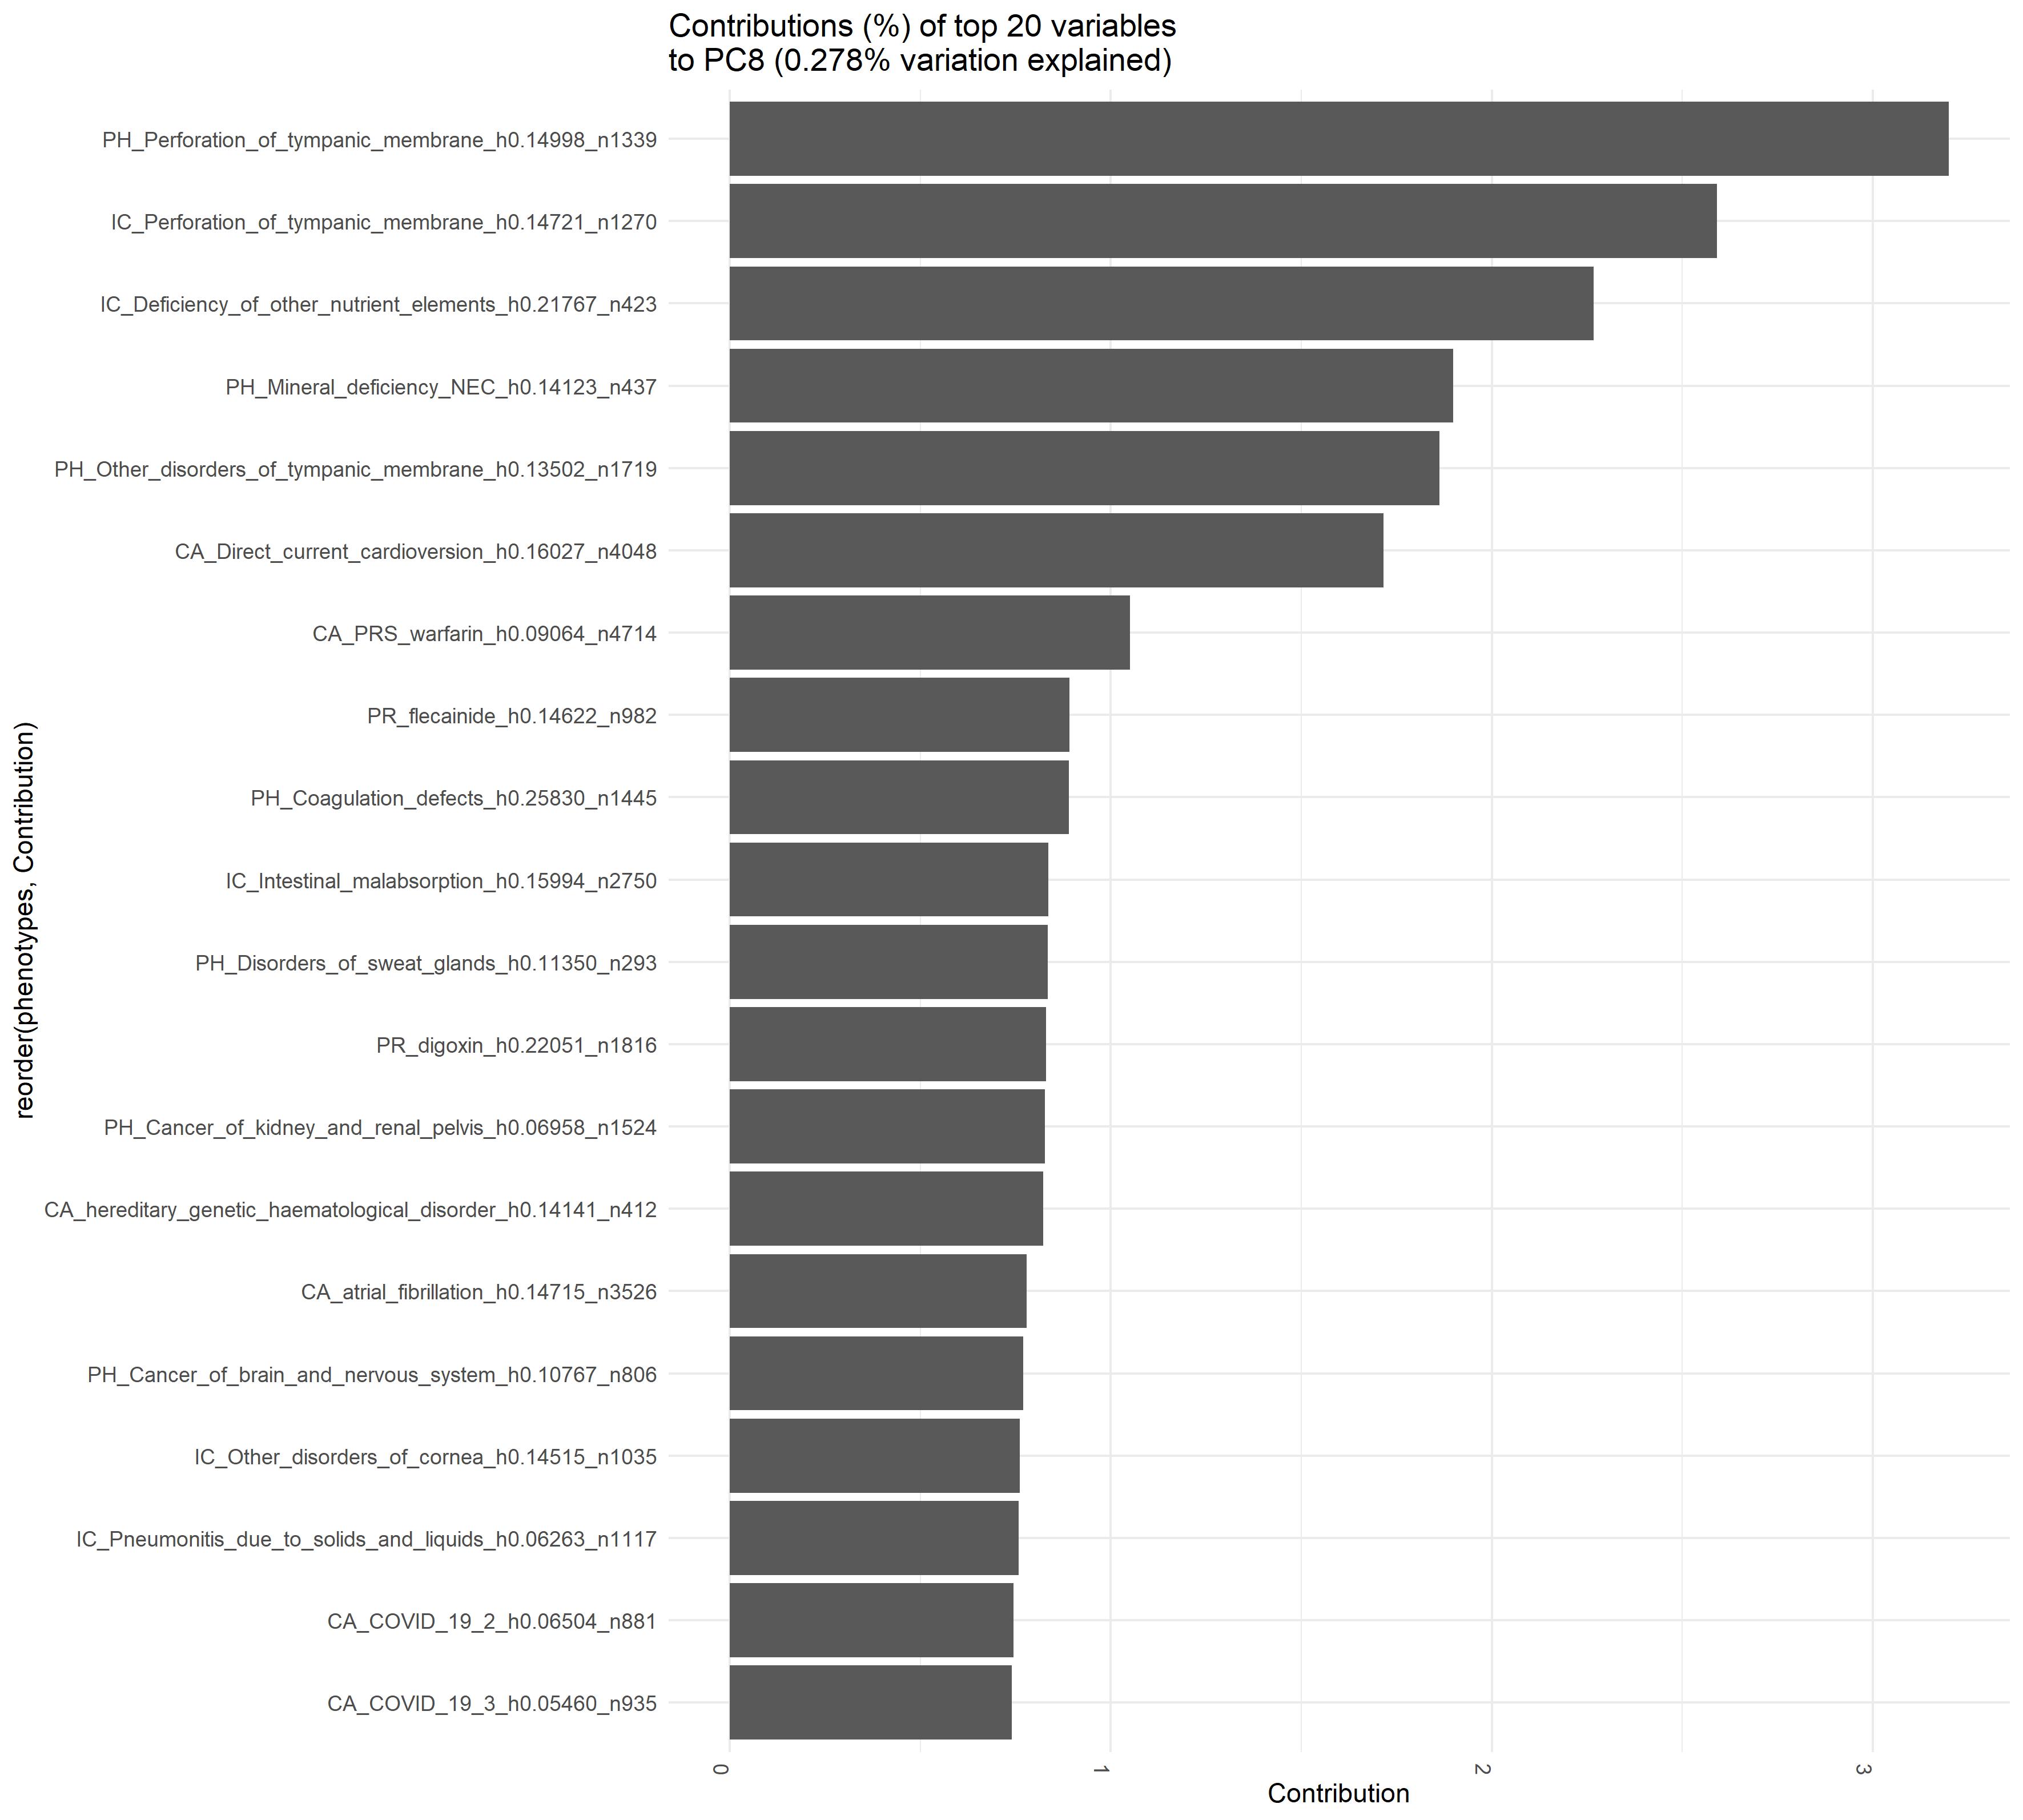 Contributions (%) of top 20 variables
to PC8 (0.278% variation explained)
PH_Perforation_of_tympanic_membrane_h0.14998_n1339
IC_Perforation_of_tympanic_membrane_h0.14721_n1270
IC_Deficiency_of_other_nutrient_elements_h0.21767_n423
PH_Mineral_deficiency_NEC_h0.14123_n437
PH_Other_disorders_of_tympanic_membrane_h0.13502_n1719
CA_Direct_current_cardioversion_h0.16027_n4048
CA_PRS_warfarin_h0.09064_n4714
PR_flecainide_h0.14622_n982
PH_Coagulation_defects_h0.25830_n1445
IC_Intestinal_malabsorption_h0.15994_n2750
PH_Disorders_of_sweat_glands_h0.11350_n293
PR_digoxin_h0.22051_n1816
PH_Cancer_of_kidney_and_renal_pelvis_h0.06958_n1524
CA_hereditary_genetic_haematological_disorder_h0.14141_n412
CA_atrial_fibrillation_h0.14715_n3526
PH_Cancer_of_brain_and_nervous_system_h0.10767_n806
IC_Other_disorders_of_cornea_h0.14515_n1035
IC_Pneumonitis_due_to_solids_and_liquids_h0.06263_n1117
CA_COVID_19_2_h0.06504_n881
CA_COVID_19_3_h0.05460_n935
reorder(phenotypes, Contribution)
0 1 2 3
Contribution